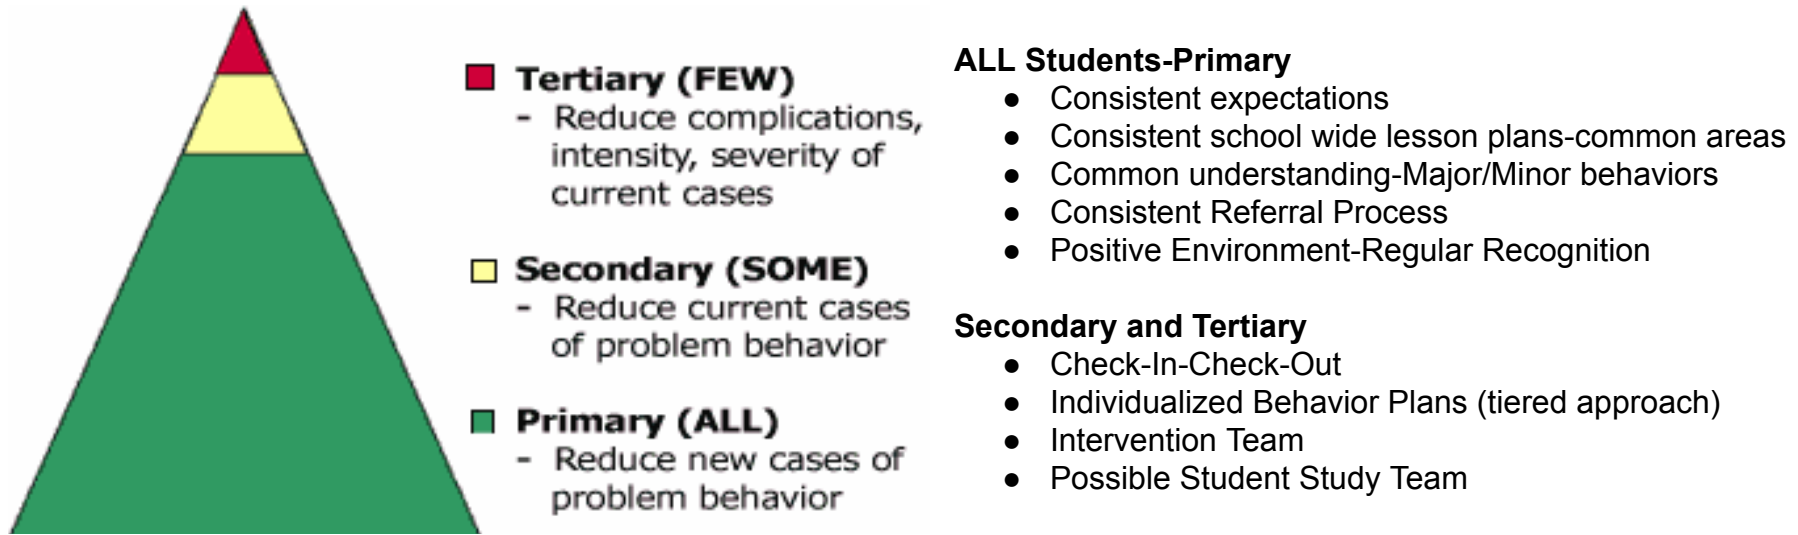 Tertiary (FEW)
- Reduce complications,
intensity, severity of
current cases
Secondary (SOME)
- Reduce current cases
of problem behavior
Primary (ALL)
- Reduce new cases of
problem behavior
ALL Students-Primary
● Consistent expectations
● Consistent school wide lesson plans-common areas
● Common understanding-Major/Minor behaviors
● Consistent Referral Process
● Positive Environment-Regular Recognition
Secondary and Tertiary
● Check-In-Check-Out
● Individualized Behavior Plans (tiered approach)
● Intervention Team
● Possible Student Study Team